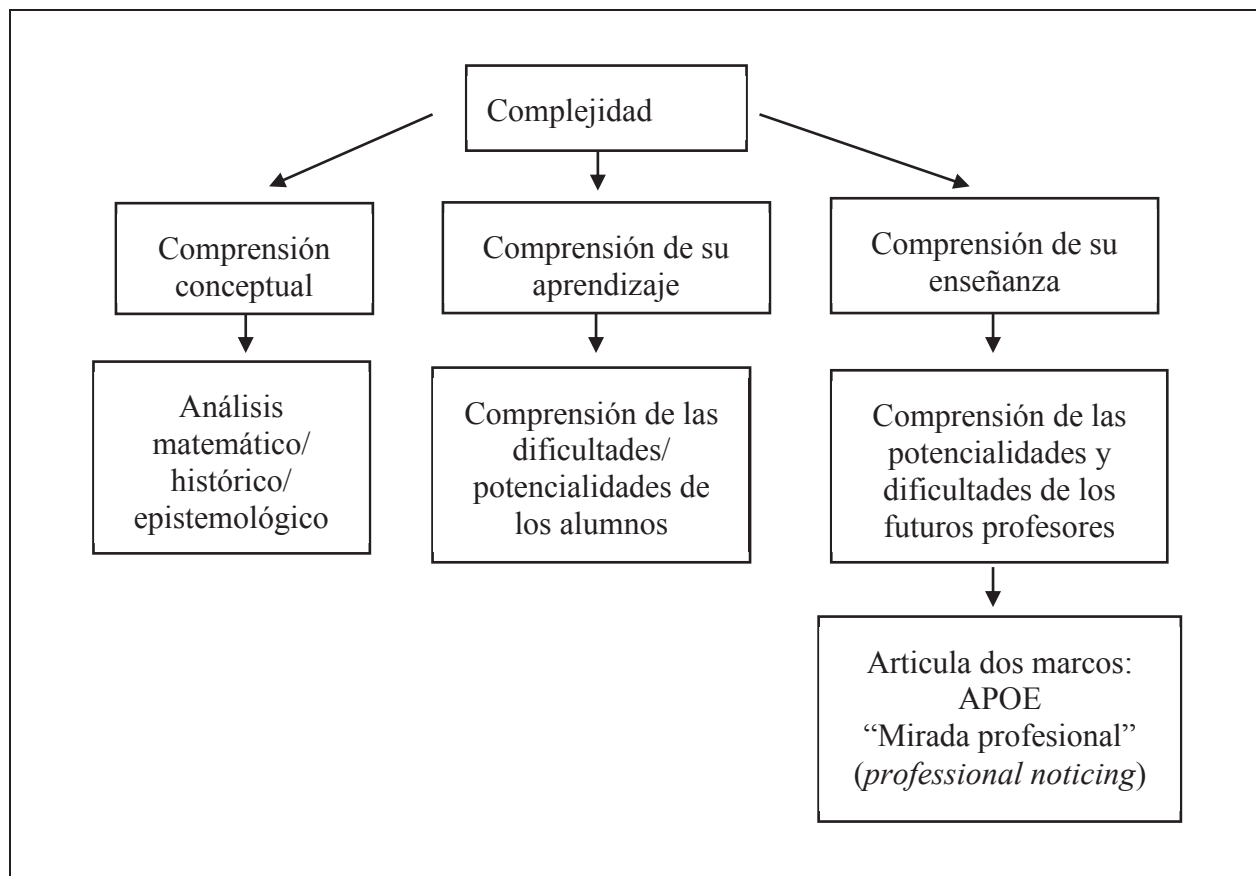 Complejidad
Comprensión
conceptual
Comprensión de su
aprendizaje
Comprensión de su
enseñanza
Análisis
matemático/
histórico/
epistemológico
Comprensión de las
dificultades/
potencialidades de
los alumnos
Comprensión de las
potencialidades y
dificultades de los
futuros profesores
Articula dos marcos:
APOE
“Mirada profesional”
(professional noticing)